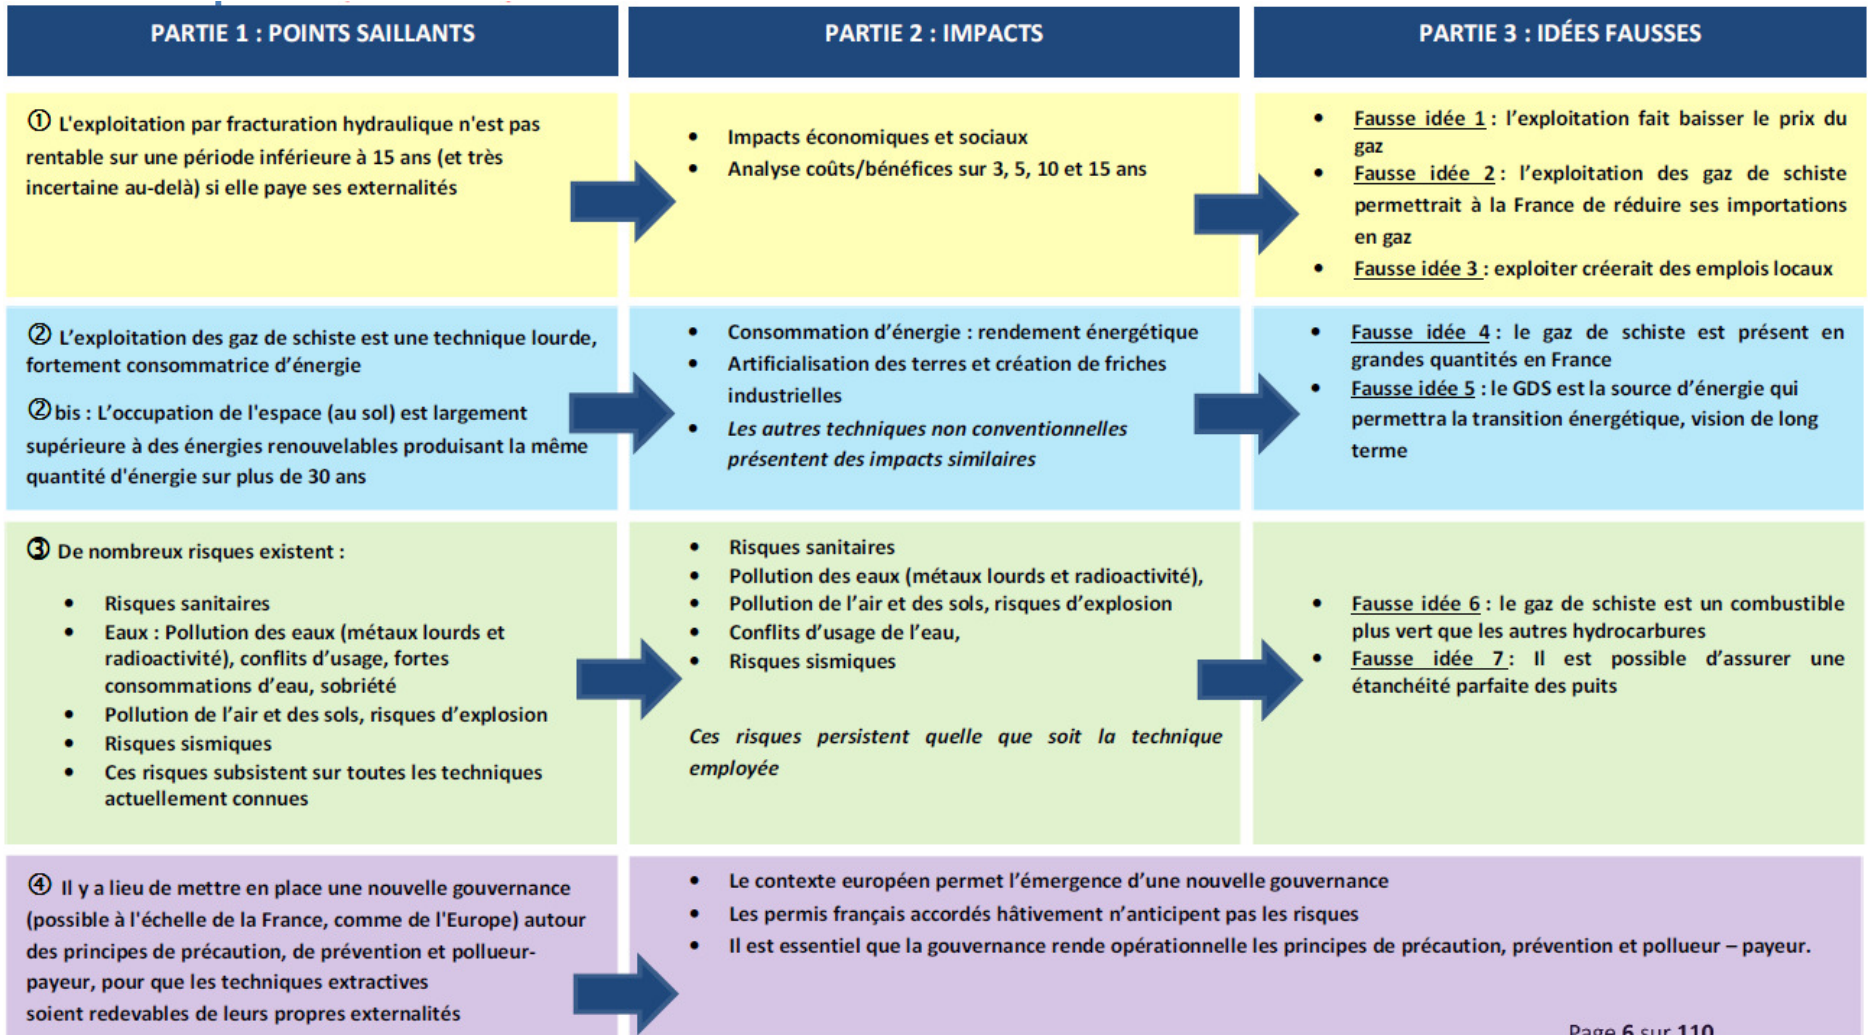 PARTIE 1 : POINTS SAILLANTS
PARTIE 2 : IMPACTS
PARTIE 3 : IDÉES FAUSSES
① L'exploitation par fracturation hydraulique n'est pas
rentable sur une période inférieure à 15 ans (et très
incertaine au-delà) si elle paye ses externalités
• Impacts économiques et sociaux
• Analyse coûts/bénéfices sur 3, 5, 10 et 15 ans
• Fausse idée 1 : l'exploitation fait baisser le prix du
gaz
• Fausse idée 2 : l'exploitation des gaz de schiste
permettrait à la France de réduire ses importations
en gaz
• Fausse idée 3 : exploiter créerait des emplois locaux
② L'exploitation des gaz de schiste est une technique lourde,
fortement consommatrice d'énergie
② bis : L'occupation de l'espace (au sol) est largement
supérieure à des énergies renouvelables produisant la même
quantité d'énergie sur plus de 30 ans
• Consommation d'énergie : rendement énergétique
• Artificialisation des terres et création de friches
industrielles
• Les autres techniques non conventionnelles
présentent des impacts similaires
• Fausse idée 4 : le gaz de schiste est présent en
grandes quantités en France
• Fausse idée 5 : le GDS est la source d'énergie qui
permettra la transition énergétique, vision de long
terme
③ De nombreux risques existent :
• Risques sanitaires
• Eaux : Pollution des eaux (métaux lourds et
radioactivité), conflits d'usage, fortes
consommations d'eau, sobriété
• Pollution de l'air et des sols, risques d'explosion
• Risques sismiques
• Ces risques subsistent sur toutes les techniques
actuellement connues
• Risques sanitaires
• Pollution des eaux (métaux lourds et radioactivité),
• Pollution de l'air et des sols, risques d'explosion
• Conflits d'usage de l'eau,
• Risques sismiques
Ces risques persistent quelle que soit la technique
employée
• Fausse idée 6 : le gaz de schiste est un combustible
plus vert que les autres hydrocarbures
• Fausse idée 7 : Il est possible d'assurer une
étanchéité parfaite des puits
④ Il y a lieu de mettre en place une nouvelle gouvernance
(possible à l'échelle de la France, comme de l'Europe) autour
des principes de précaution, de prévention et pollueur-
payeur, pour que les techniques extractives
soient redevables de leurs propres externalités
• Le contexte européen permet l'émergence d'une nouvelle gouvernance
• Les permis français accordés hâtivement n'anticipent pas les risques
• Il est essentiel que la gouvernance rende opérationnelle les principes de précaution, prévention et pollueur – payeur.
Page 6 sur 110